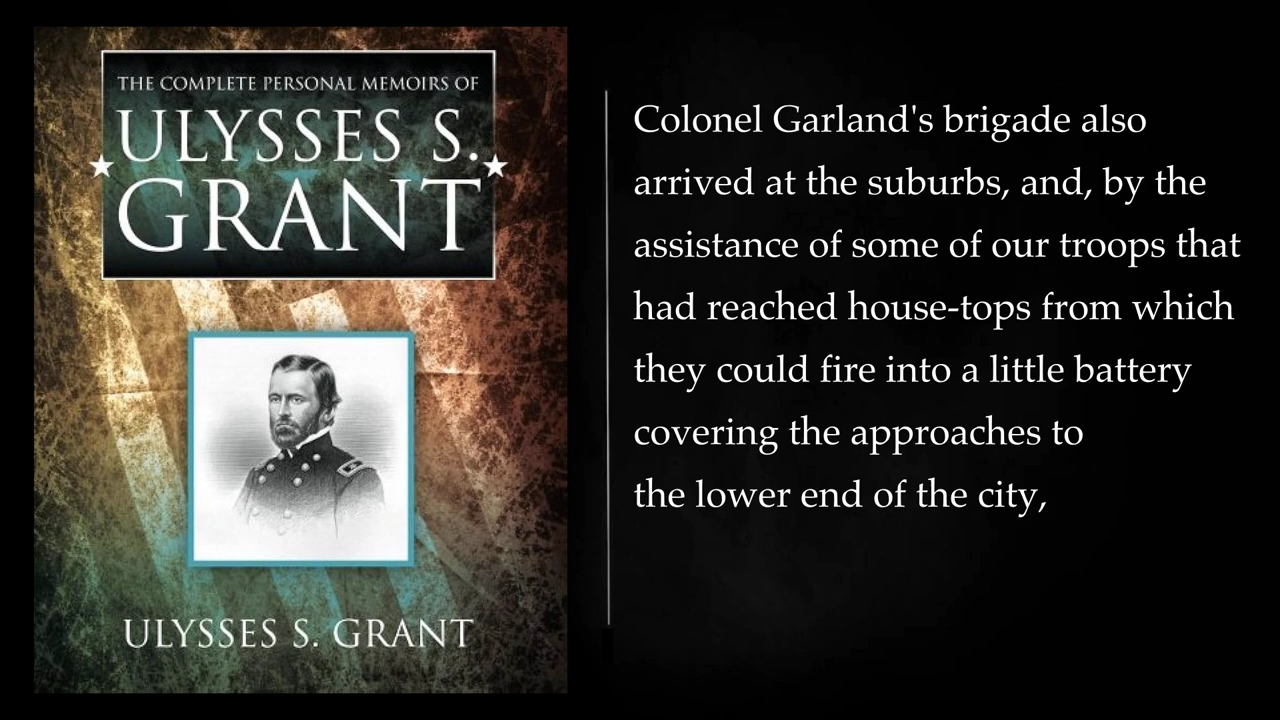 THE COMPLETE PERSONAL MEMOIRS OF
ULYSSES S.
GRANT
ULYSSES S. GRANT
Colonel Garland's brigade also
arrived at the suburbs, and, by the
assistance of some of our troops that
had reached house-tops from which
they could fire into a little battery
covering the approaches to
the lower end of the city,